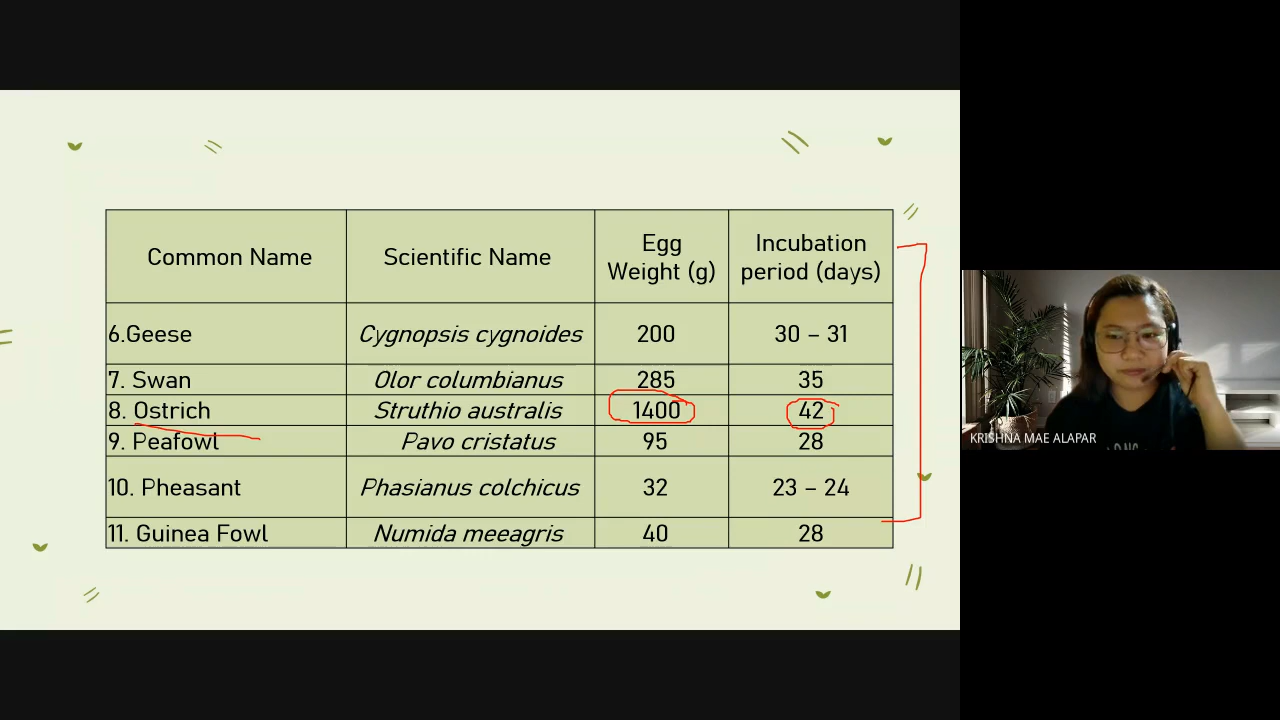 Common Name Scientific Name Egg Weight (g) Incubation period (days)
6.Geese Cygnopsis cygnoides 200 30 – 31
7. Swan Olor columbianus 285 35
8. Ostrich Struthio australis 1400 42
9. Peafowl Pavo cristatus 95 28
10. Pheasant Phasianus colchicus 32 23 – 24
11. Guinea Fowl Numida meeagris 40 28
KRISHNA MAE ALAPAR